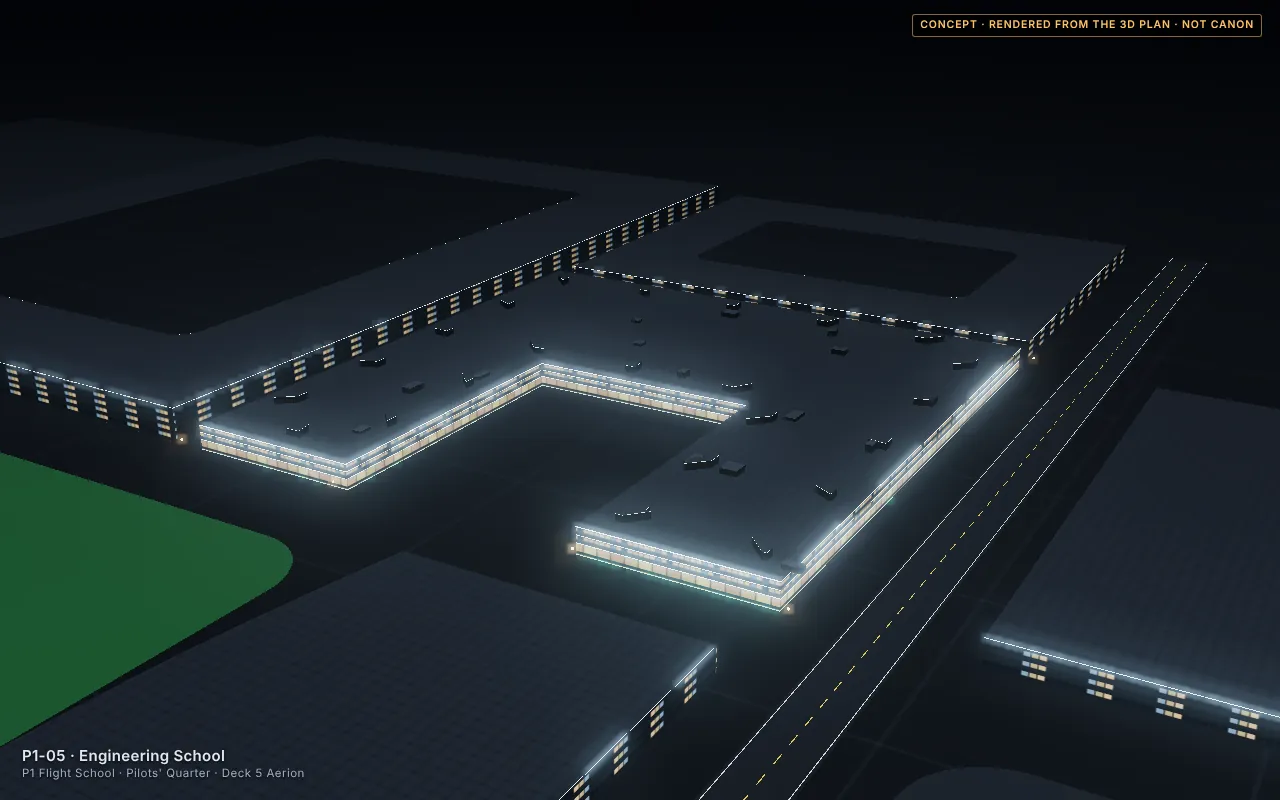 CONCEPT · RENDERED FROM THE 3D PLAN · NOT CANON
P1-05 · Engineering School
P1 Flight School · Pilots' Quarter · Deck 5 Aerion